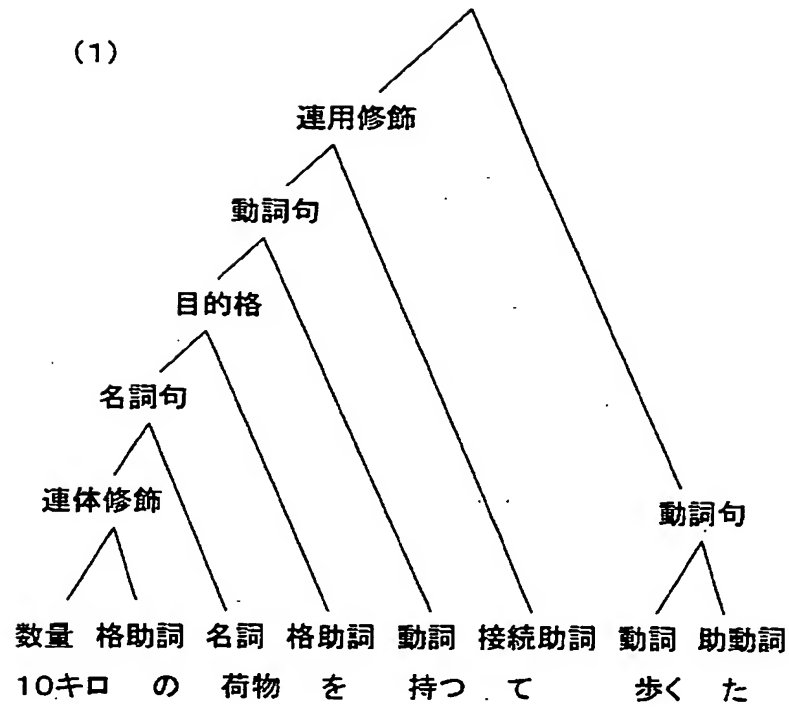 (1)
連用修飾
動詞句
目的格
名詞句
連体修飾
動詞句
数量 格助詞 名詞 格助詞 動詞 接続助詞 動詞 助動詞
10キロ の 荷物 を 持つ て 歩く た